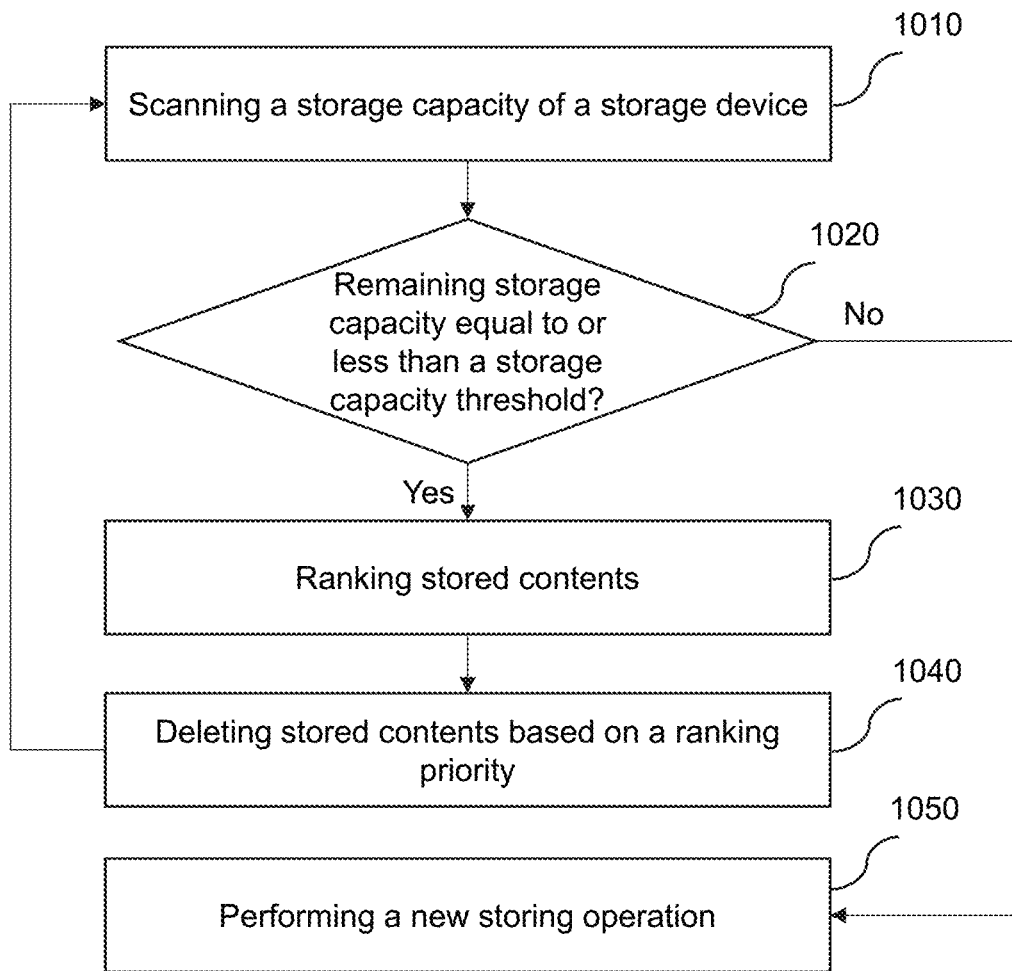 1010
Scanning a storage capacity of a storage device
1020
Remaining storage
capacity equal to or
less than a storage
capacity threshold?
No
Yes
1030
Ranking stored contents
1040
Deleting stored contents based on a ranking
priority
1050
Performing a new storing operation